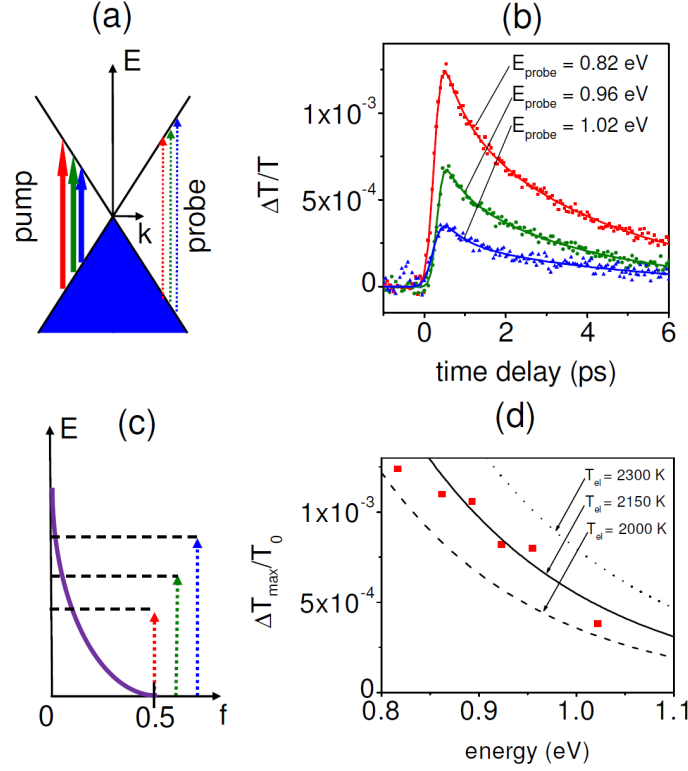 (a)
E
k
pump
probe
(b)
ΔT/T
1x10⁻³
5x10⁻⁴
0
E_probe = 0.82 eV
E_probe = 0.96 eV
E_probe = 1.02 eV
0 2 4 6
time delay (ps)
(c)
E
0 0.5 f
(d)
ΔT_max/T_0
1x10⁻³
5x10⁻⁴
0
T_el = 2300 K
T_el = 2150 K
T_el = 2000 K
0.8 0.9 1.0 1.1
energy (eV)